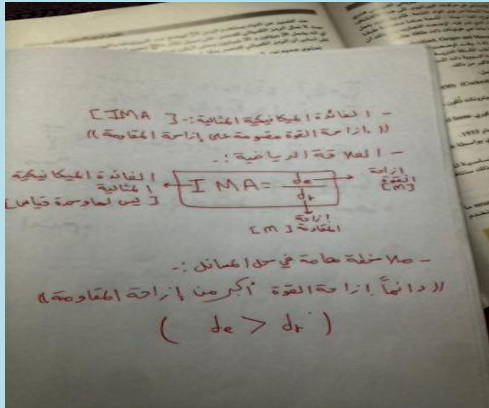 - الفائدة الميكانيكية المثالية :- [ IMA ]
(( إزاحة القوة مقسومة على إزاحة المقاومة ))
- العلاقة الرياضية :-
الفائدة الميكانيكية المثالية [ ليس لها وحدة قياس ] ← IMA = de / dr → إزاحة القوة [m]
إزاحة المقاومة [m]
- ملاحظة هامة في حل المسائل :-
(( دائماً إزاحة القوة أكبر من إزاحة المقاومة ))
( de > dr )